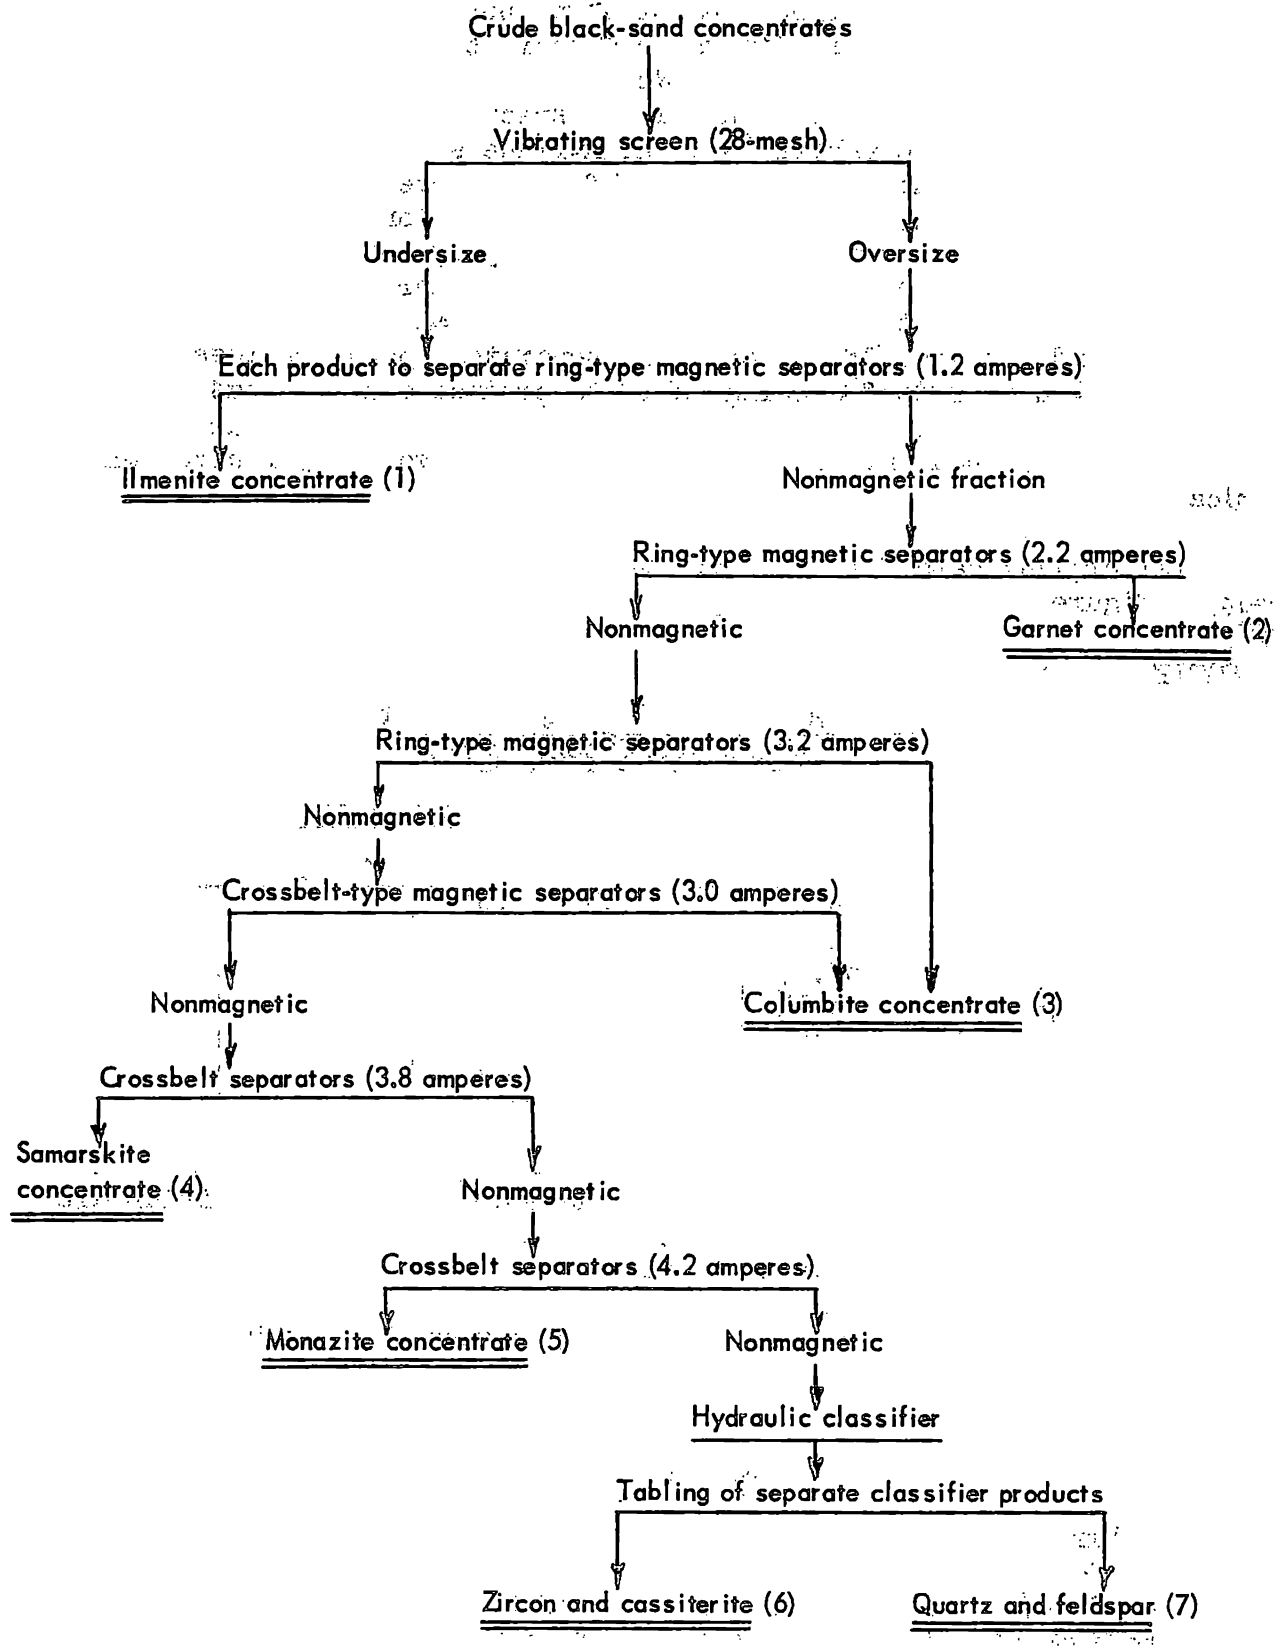 Crude black-sand concentrates
Vibrating screen (28-mesh)
Undersize
Oversize
Each product to separate ring-type magnetic separators (1.2 amperes)
Ilmenite concentrate (1)
Nonmagnetic fraction
Ring-type magnetic separators (2.2 amperes)
Nonmagnetic
Garnet concentrate (2)
Ring-type magnetic separators (3.2 amperes)
Nonmagnetic
Crossbelt-type magnetic separators (3.0 amperes)
Nonmagnetic
Columbite concentrate (3)
Crossbelt separators (3.8 amperes)
Samarskite
concentrate (4)
Nonmagnetic
Crossbelt separators (4.2 amperes)
Monazite concentrate (5)
Nonmagnetic
Hydraulic classifier
Tabling of separate classifier products
Zircon and cassiterite (6)
Quartz and feldspar (7)